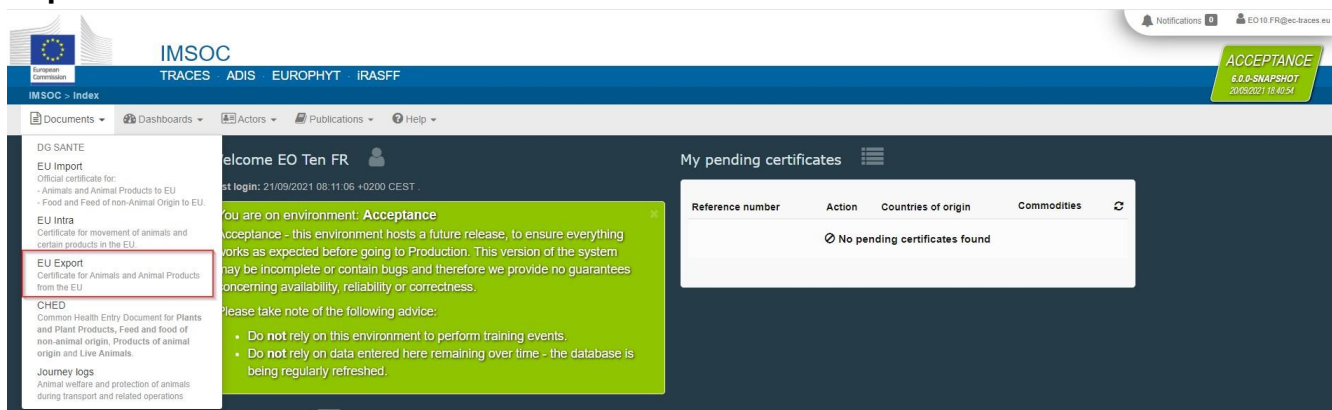 Notifications 0 EO10.FR@ec-traces.eu
European
Commission
IMSOC
TRACES · ADIS · EUROPHYT · iRASFF
ACCEPTANCE
6.0.0-SNAPSHOT
20/09/2021 18:40:54
IMSOC > Index
Documents Dashboards Actors Publications Help
DG SANTE
EU Import
Official certificate for:
- Animals and Animal Products to EU
- Food and Feed of non-Animal Origin to EU.
EU Intra
Certificate for movement of animals and
certain products in the EU.
EU Export
Certificate for Animals and Animal Products
from the EU
CHED
Common Health Entry Document for Plants
and Plant Products, Feed and food of
non-animal origin, Products of animal
origin and Live Animals.
Journey logs
Animal welfare and protection of animals
during transport and related operations
elcome EO Ten FR
st login: 21/09/2021 08:11:06 +0200 CEST .
You are on environment: Acceptance
Acceptance - this environment hosts a future release, to ensure everything
works as expected before going to Production. This version of the system
may be incomplete or contain bugs and therefore we provide no guarantees
concerning availability, reliability or correctness.
Please take note of the following advice:
Do not rely on this environment to perform training events.
Do not rely on data entered here remaining over time - the database is
being regularly refreshed.
My pending certificates
Reference number Action Countries of origin Commodities
No pending certificates found